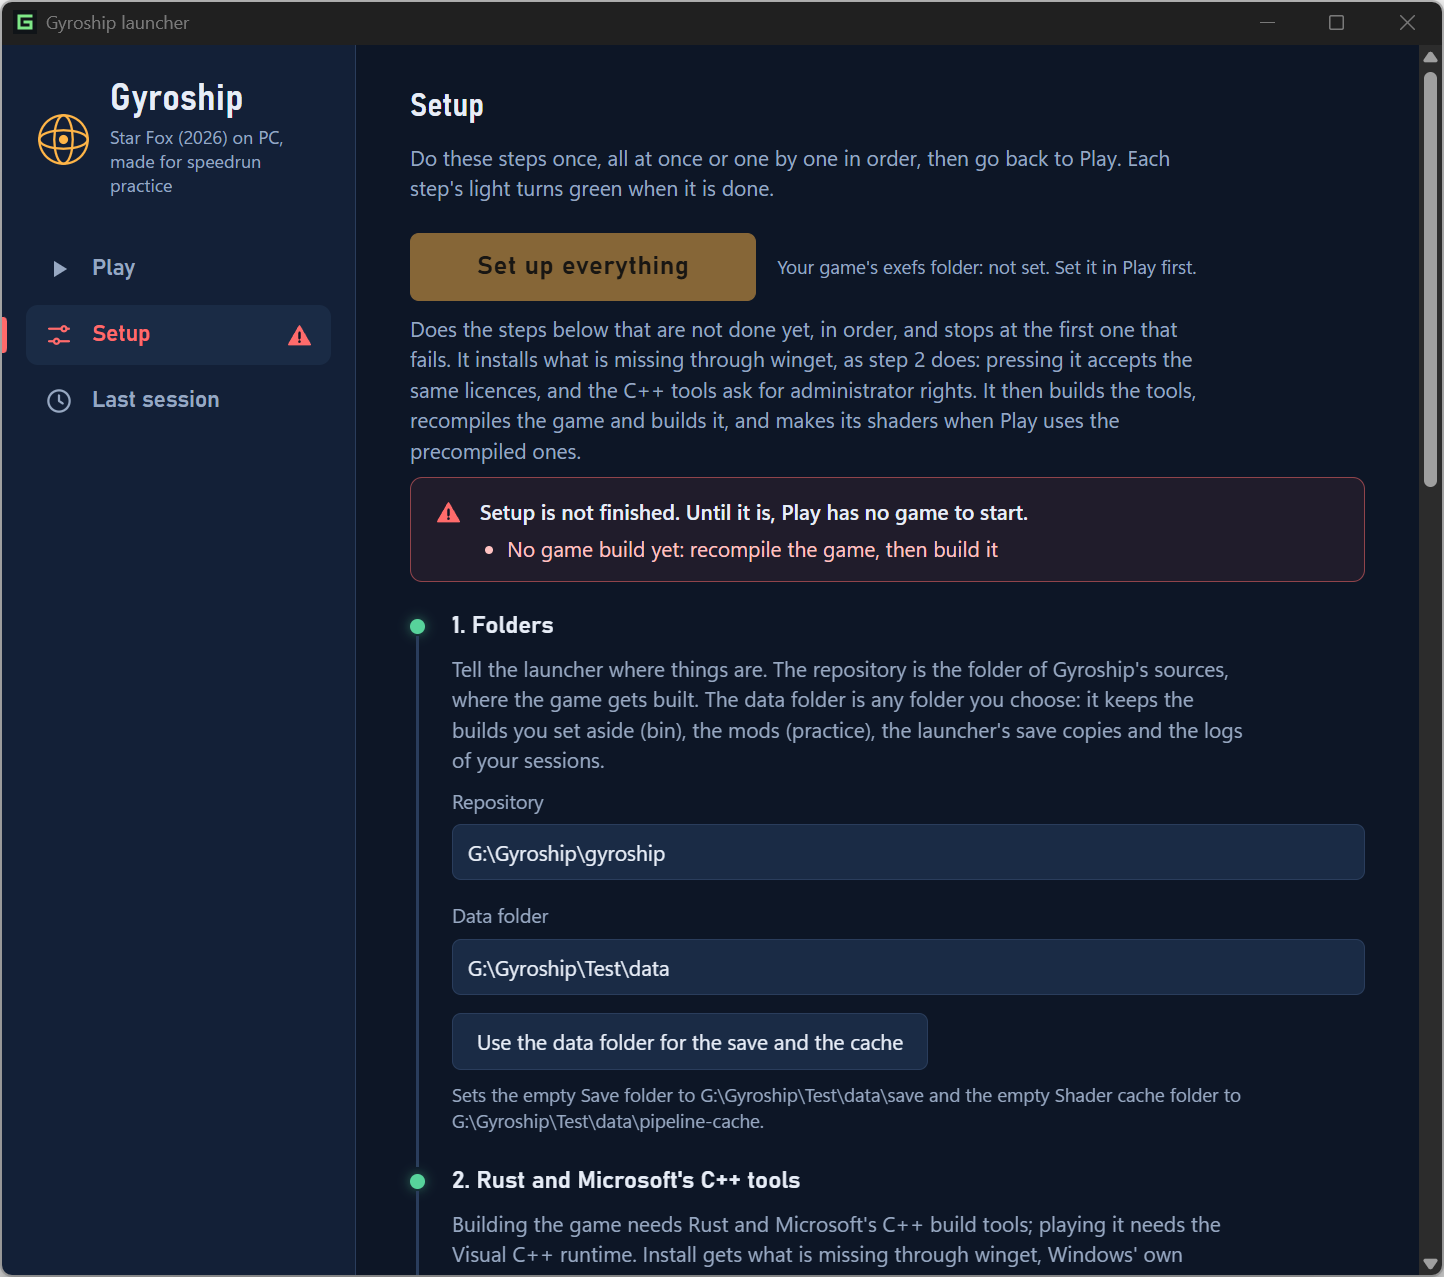 Gyroship launcher
Gyroship
Star Fox (2026) on PC,
made for speedrun
practice
Play
Setup
Last session
Setup
Do these steps once, all at once or one by one in order, then go back to Play. Each
step's light turns green when it is done.
Set up everything
Your game's exefs folder: not set. Set it in Play first.
Does the steps below that are not done yet, in order, and stops at the first one that
fails. It installs what is missing through winget, as step 2 does: pressing it accepts the
same licences, and the C++ tools ask for administrator rights. It then builds the tools,
recompiles the game and builds it, and makes its shaders when Play uses the
precompiled ones.
Setup is not finished. Until it is, Play has no game to start.
• No game build yet: recompile the game, then build it
1. Folders
Tell the launcher where things are. The repository is the folder of Gyroship's sources,
where the game gets built. The data folder is any folder you choose: it keeps the
builds you set aside (bin), the mods (practice), the launcher's save copies and the logs
of your sessions.
Repository
G:\Gyroship\gyroship
Data folder
G:\Gyroship\Test\data
Use the data folder for the save and the cache
Sets the empty Save folder to G:\Gyroship\Test\data\save and the empty Shader cache folder to
G:\Gyroship\Test\data\pipeline-cache.
2. Rust and Microsoft's C++ tools
Building the game needs Rust and Microsoft's C++ build tools; playing it needs the
Visual C++ runtime. Install gets what is missing through winget, Windows' own